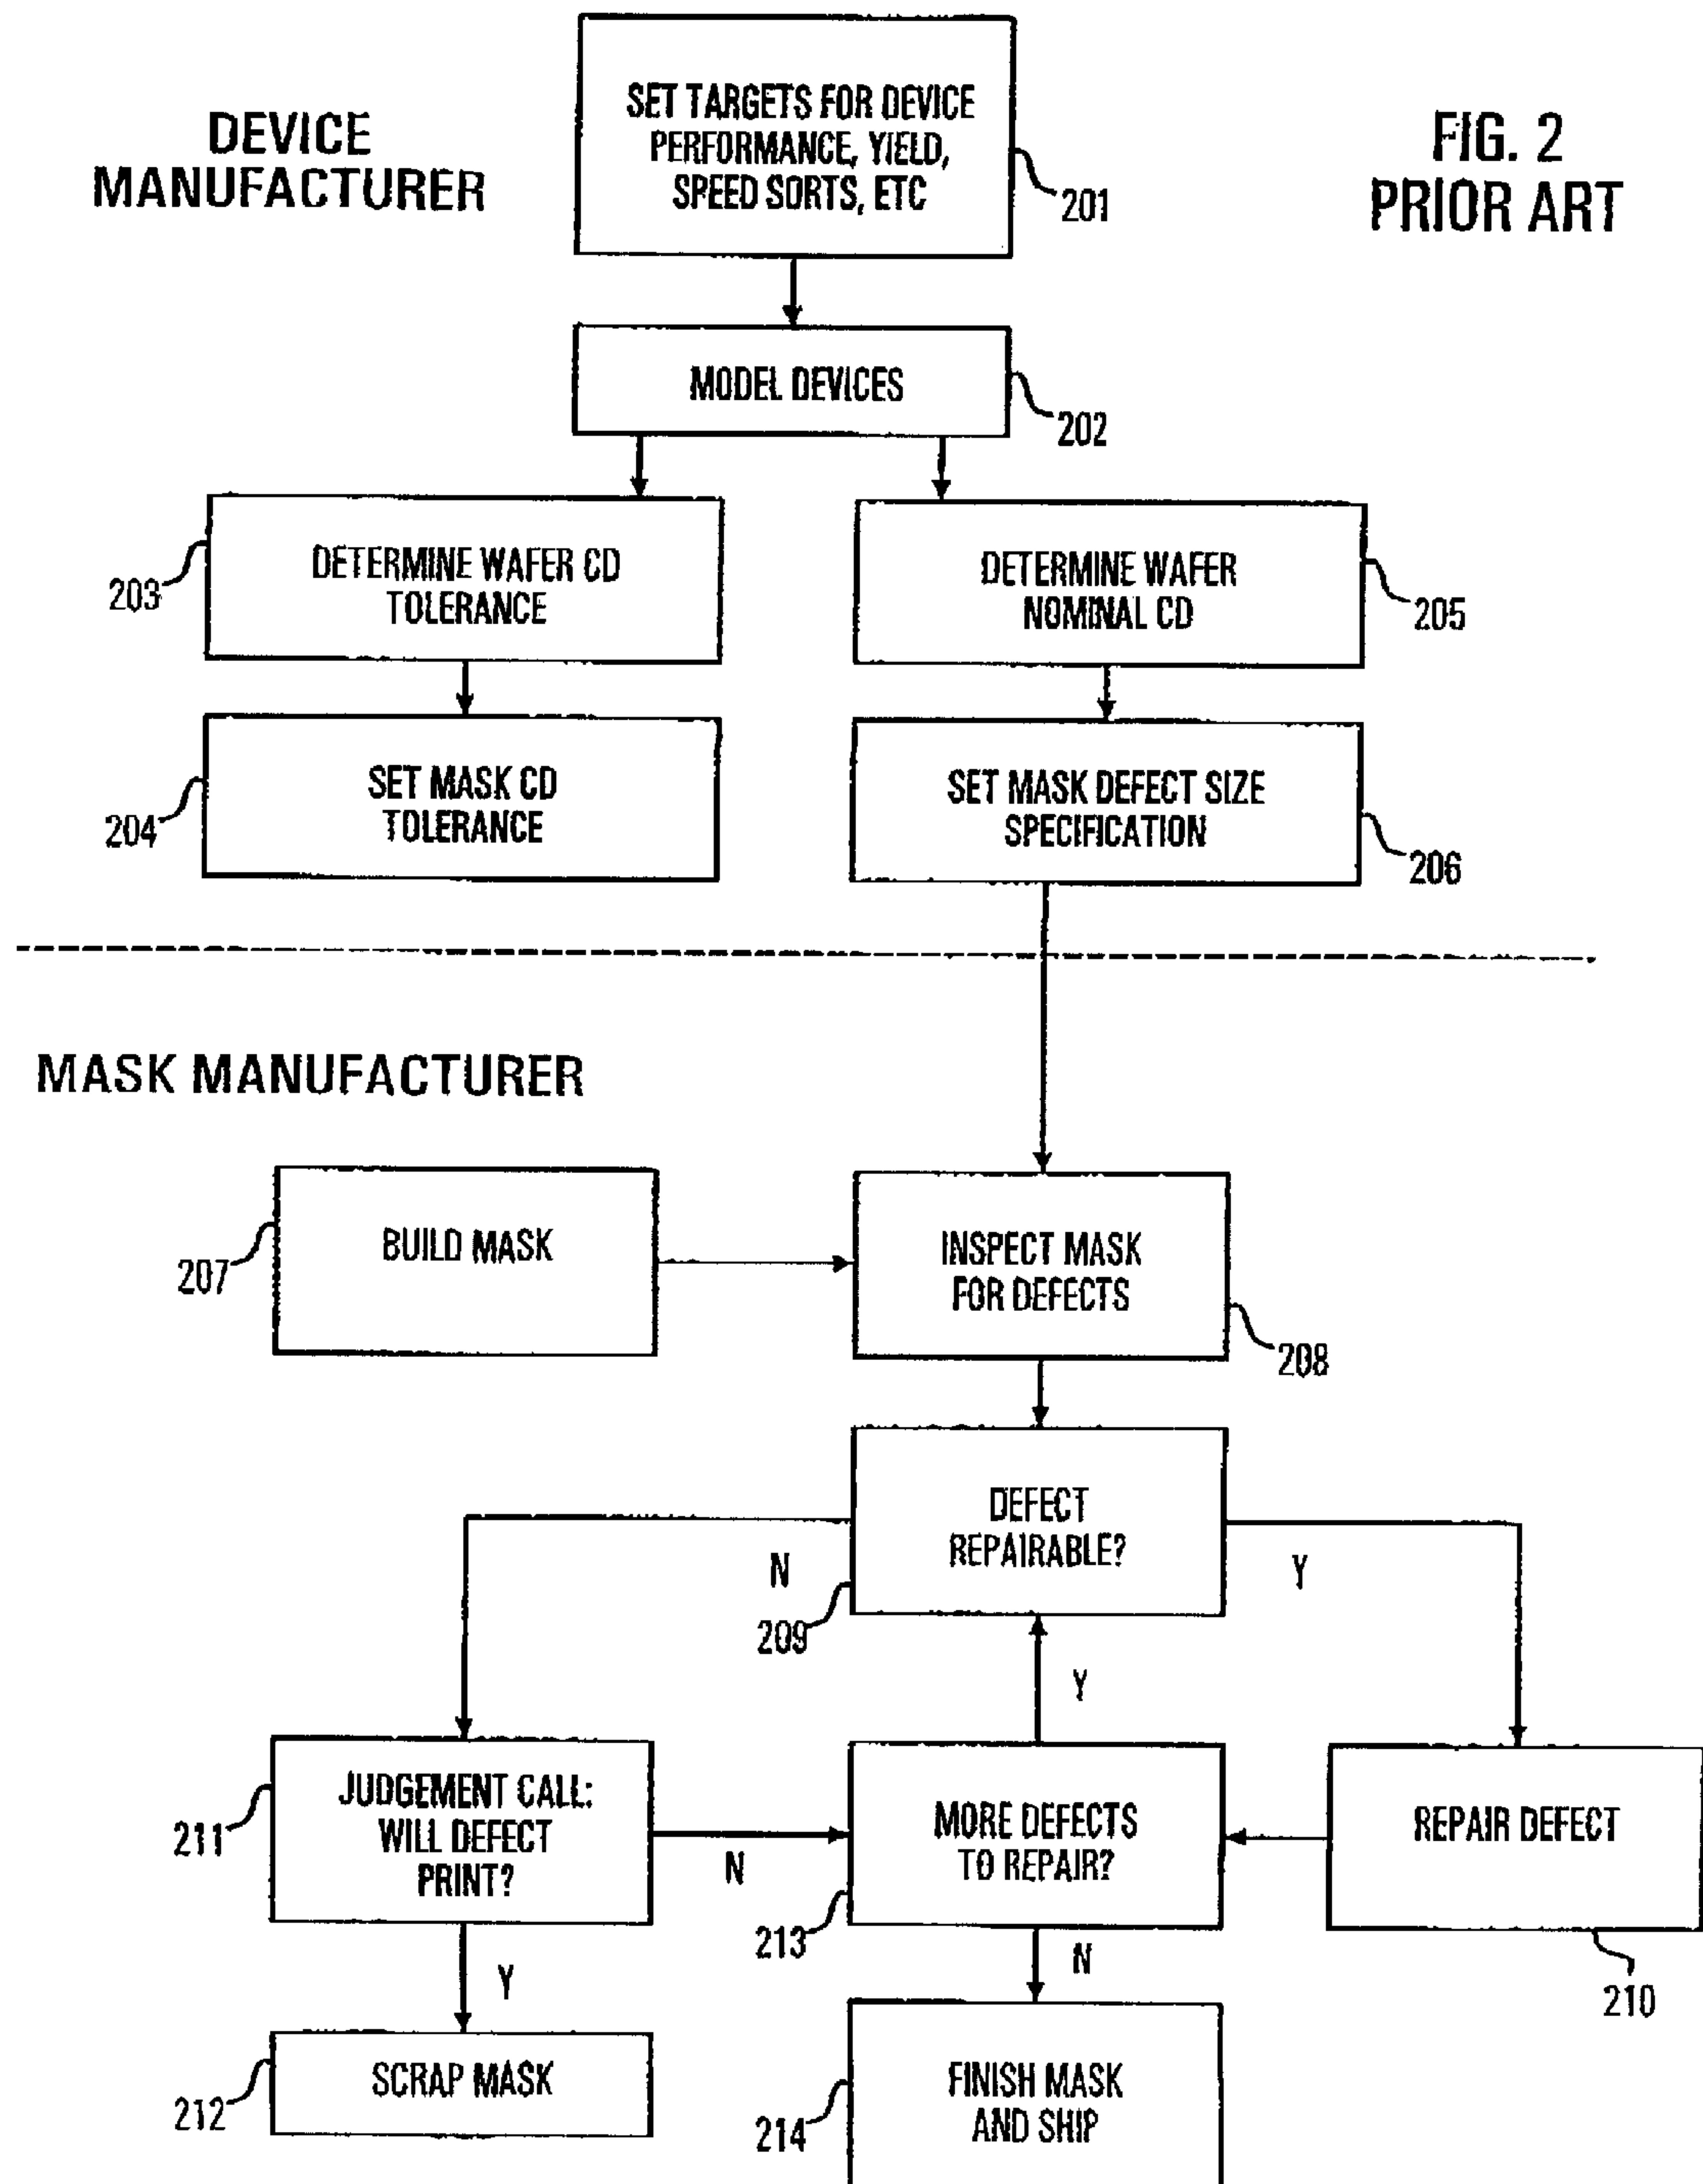 SET TARGETS FOR DEVICE
PERFORMANCE, YIELD,
SPEED SORTS, ETC
201
DEVICE
MANUFACTURER
FIG. 2
PRIOR ART
MODEL DEVICES
202
DETERMINE WAFER CD
TOLERANCE
203
DETERMINE WAFER
NOMINAL CD
205
SET MASK CD
TOLERANCE
204
SET MASK DEFECT SIZE
SPECIFICATION
206
MASK MANUFACTURER
BUILD MASK
207
INSPECT MASK
FOR DEFECTS
208
DEFECT
REPAIRABLE?
N
Y
209
Y
JUDGEMENT CALL:
WILL DEFECT
PRINT?
211
N
MORE DEFECTS
TO REPAIR?
213
REPAIR DEFECT
210
Y
N
SCRAP MASK
212
FINISH MASK
AND SHIP
214